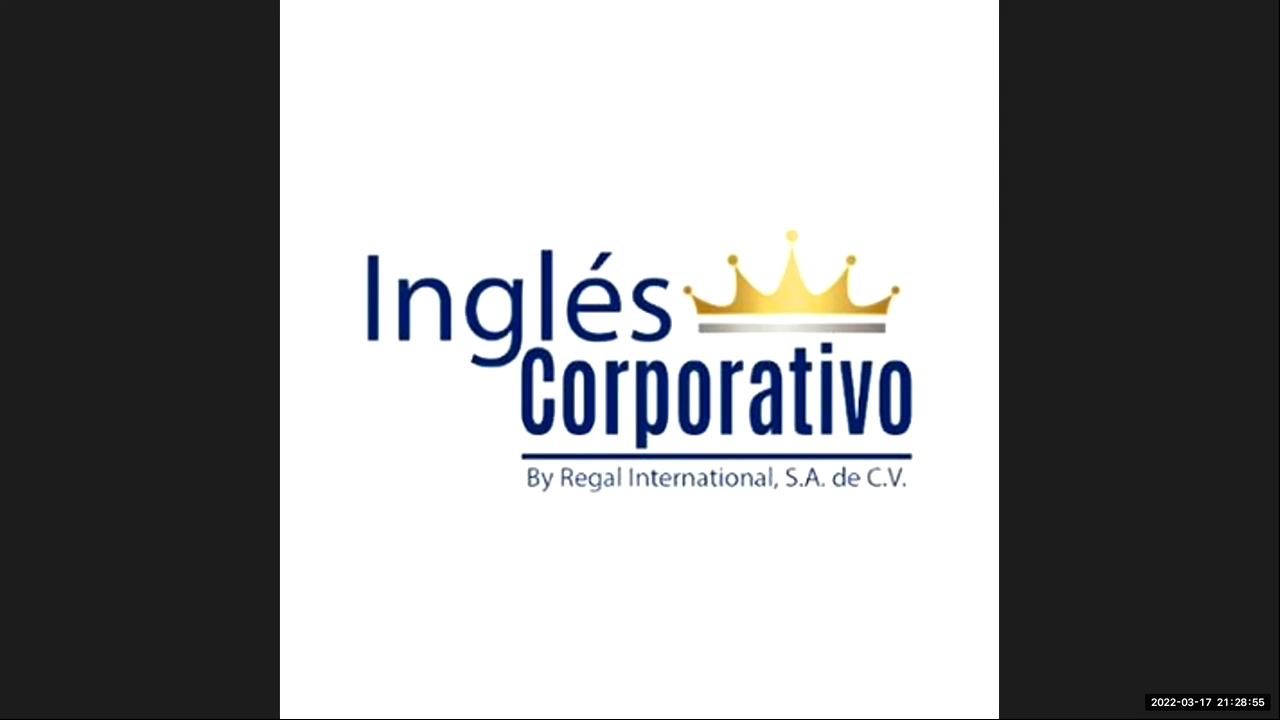 Inglés
Corporativo
By Regal International, S.A. de C.V.
2022-03-17 21:28:55